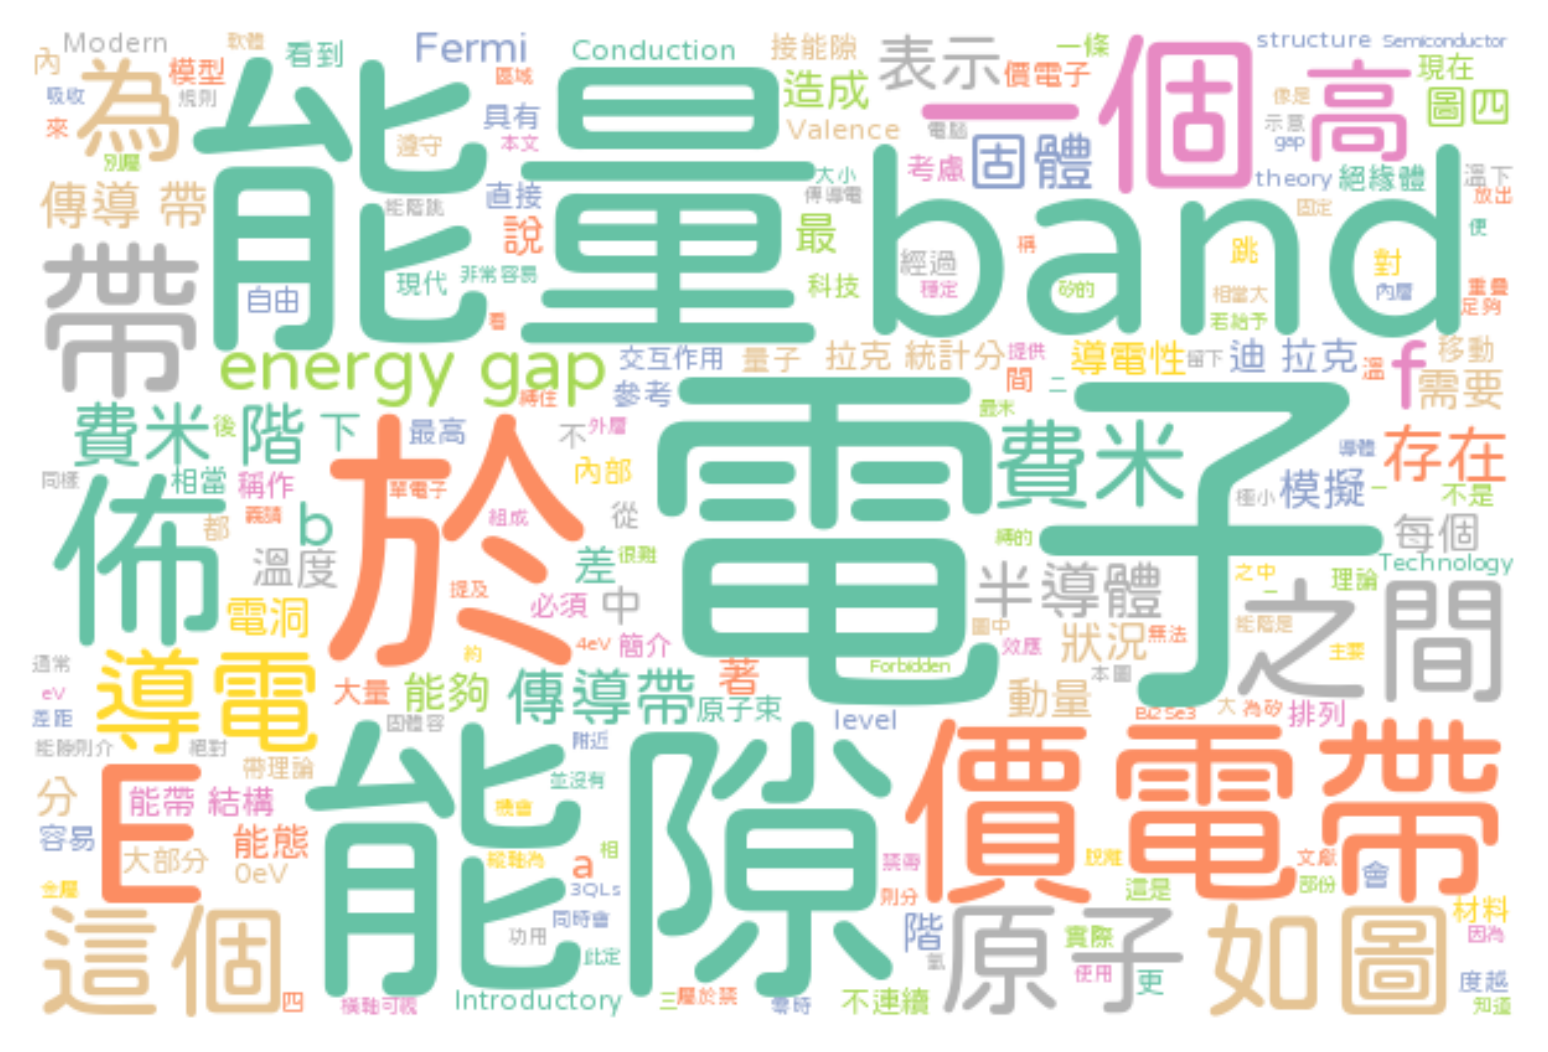 Modern 軟體 看到 Fermi Conduction 接能隙 表示 一條 structure Semiconductor
內 模型 區域 造成 價電子 現在
吸收 規則 為 能量 一個 高 像是 圖四
來 具有 Valence 電腦 示意
遵守 本文 固體 gap
別屬 大小 考慮 theory 絕緣體 溫下
傳導 帶 能階跳 直接 傳導電 band 固定 放出
說 最 便
帶 現代 非常容易 經過 稱 跳 對
自由 科技 穩定 矽的 相當大 內層 重疊
看 若給予 足夠
energy gap 交互作用 量子 拉克 統計分 提供 導電性 留下 迪 拉克 溫 f 移動
縛住 參考 間 二 需要
費米 後 階 下 最高 不 外層 電子 最米 費米 導體 存在
同樣 相當 稱作 於 單電子 內部 極小 模擬 一 不是
佈 都 義請 b 組成 從 縛的 每個
溫度 差 很難 半導體 之中 理論 Technology
電洞 提及 必須 中 圖中 一 之間
4eV 簡介 效應 狀況 無法 能階是 主要
通常 導電 約 著 Forbidden 本圖
eV 大量 能夠 傳導帶 原子束 動量 Bi2Se3 大 為矽 排列
差距 固體容 level
能隙則介 絕對 能隙 附近 價電帶
帶理論 並沒有
分 E 能帶 結構 機會
容易 能態 縱軸為 a 相 禁帶 脫離 文獻 會
大部分 0eV 3QLs 則分 這是 部份
金屬 同時會 階 材料
這個 功用 原子 實際 如圖 因為
此定 氫 使用 更 度越
四 橫軸可視 Introductory 三 屬於禁 零時 不連續 知道